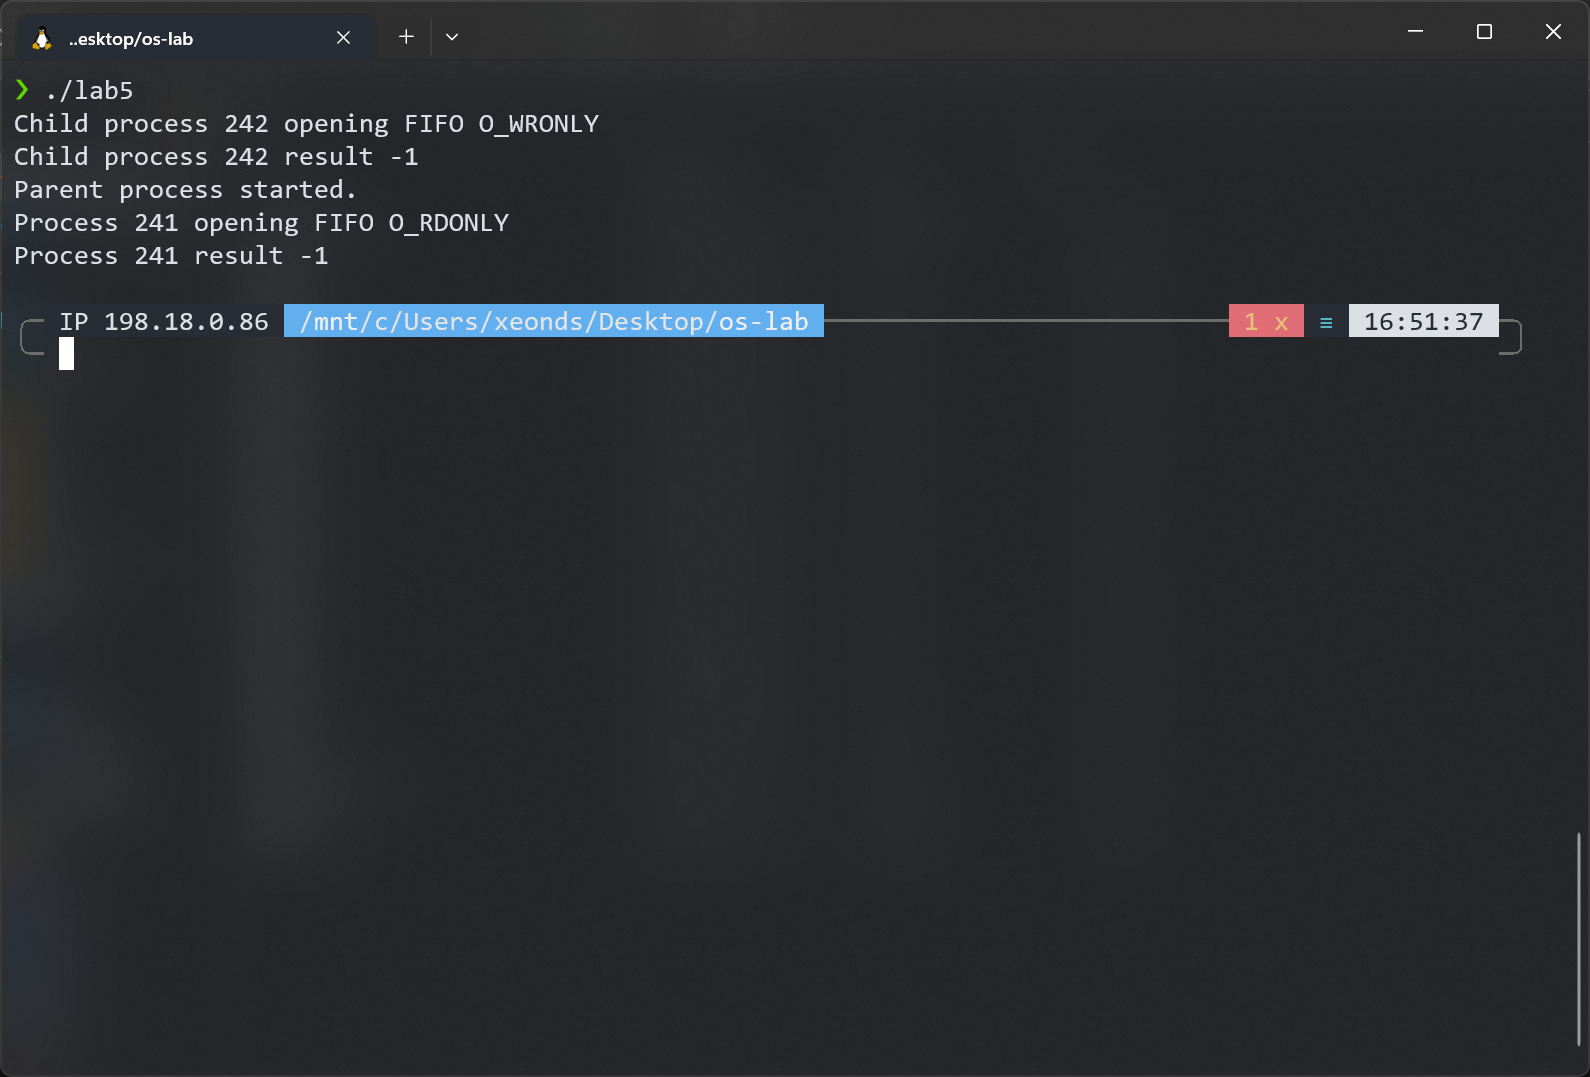 ..esktop/os-lab
❯ ./lab5
Child process 242 opening FIFO O_WRONLY
Child process 242 result -1
Parent process started.
Process 241 opening FIFO O_RDONLY
Process 241 result -1
IP 198.18.0.86 /mnt/c/Users/xeonds/Desktop/os-lab 1 x ≡ 16:51:37